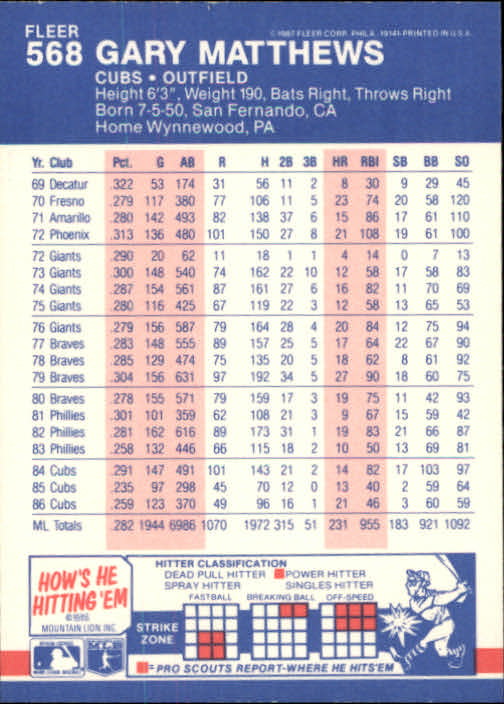 FLEER
568 GARY MATTHEWS
© 1987 FLEER CORP. PHILA. 19141-PRINTED IN U.S.A.
CUBS • OUTFIELD
Height 6'3", Weight 190, Bats Right, Throws Right
Born 7-5-50, San Fernando, CA
Home Wynnewood, PA
Yr. Club Pct. G AB R H 2B 3B HR RBI SB BB SO
69 Decatur .322 53 174 31 56 11 2 8 30 9 29 45
70 Fresno .279 117 380 77 106 11 5 23 74 20 58 120
71 Amarillo .280 142 493 82 138 37 6 15 86 17 61 110
72 Phoenix .313 136 480 101 150 27 8 21 108 19 61 100
72 Giants .290 20 62 11 18 1 1 4 14 0 7 13
73 Giants .300 148 540 74 162 22 10 12 58 17 58 83
74 Giants .287 154 561 87 161 27 6 16 82 11 70 69
75 Giants .280 116 425 67 119 22 3 12 58 13 65 53
76 Giants .279 156 587 79 164 28 4 20 84 12 75 94
77 Braves .283 148 555 89 157 25 5 17 64 22 67 90
78 Braves .285 129 474 75 135 20 5 18 62 8 61 92
79 Braves .304 156 631 97 192 34 5 27 90 18 60 75
80 Braves .278 155 571 79 159 17 3 19 75 11 42 93
81 Phillies .301 101 359 62 108 21 3 9 67 15 59 42
82 Phillies .281 162 616 89 173 31 1 19 83 21 66 87
83 Phillies .258 132 446 66 115 18 2 10 50 13 69 81
84 Cubs .291 147 491 101 143 21 2 14 82 17 103 97
85 Cubs .235 97 298 45 70 12 0 13 40 2 59 64
86 Cubs .259 123 370 49 96 16 1 21 46 3 60 59
ML Totals .282 1944 6986 1070 1972 315 51 231 955 183 921 1092
HOW'S HE
HITTING 'EM
©1986
MOUNTAIN LION INC
HITTER CLASSIFICATION
DEAD PULL HITTER POWER HITTER
SPRAY HITTER SINGLES HITTER
FASTBALL BREAKING BALL OFF-SPEED
STRIKE
ZONE
=PRO SCOUTS REPORT-WHERE HE HITS'EM